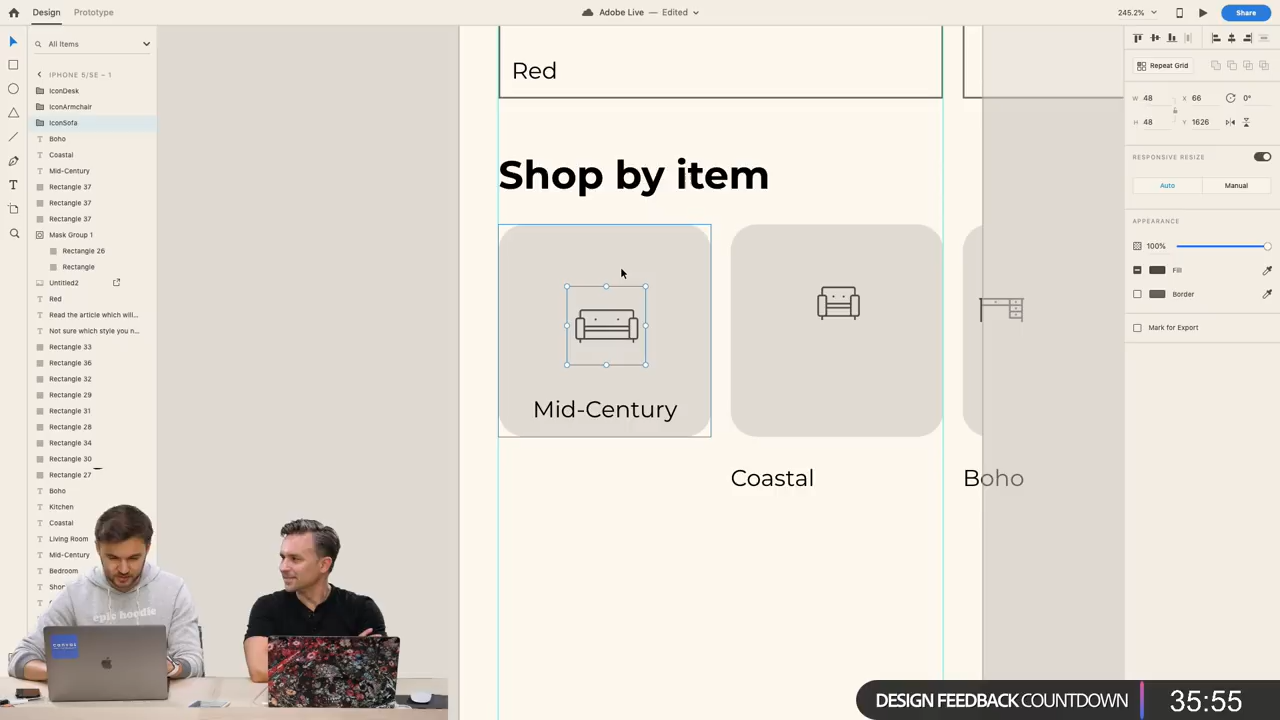 Design Prototype
Adobe Live — Edited
245.2%
Share
All Items
IPHONE 5/SE – 1
IconDesk
IconArmchair
IconSofa
Boho
Coastal
Mid-Century
Rectangle 37
Rectangle 37
Rectangle 37
Mask Group 1
Rectangle 26
Rectangle
Untitled2
Red
Read the article which will...
Not sure which style you n...
Rectangle 33
Rectangle 36
Rectangle 32
Rectangle 29
Rectangle 31
Rectangle 28
Rectangle 34
Rectangle 30
Rectangle 27
Boho
Kitchen
Coastal
Living Room
Mid-Century
Bedroom
Red
Shop by item
Mid-Century
Coastal
Boho
Repeat Grid
W 48 X 66 0°
H 48 Y 1626
RESPONSIVE RESIZE
Auto Manual
APPEARANCE
100%
Fill
Border
Mark for Export
epic hoodie
DESIGN FEEDBACK COUNTDOWN 35:55